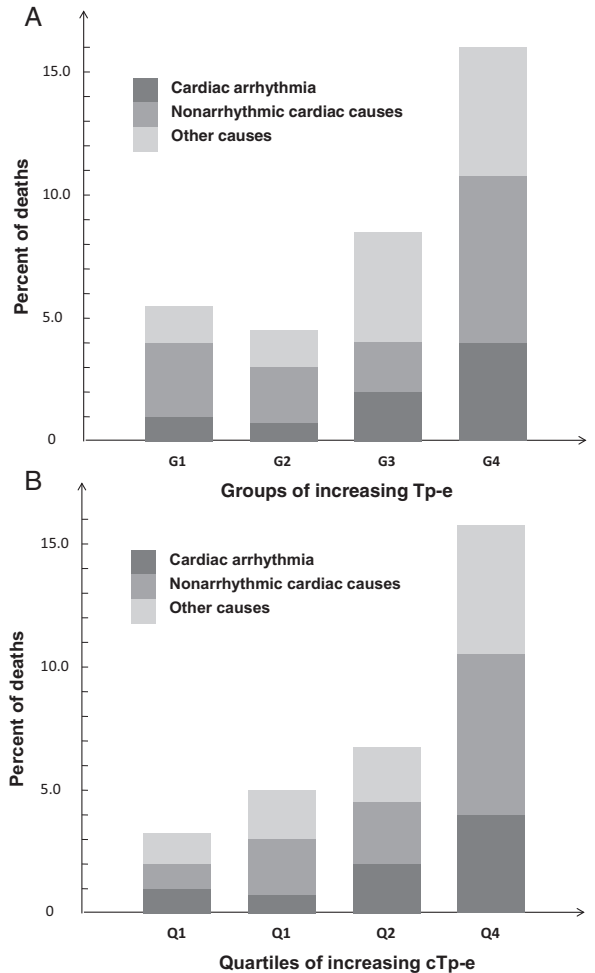 A
15.0
10.0
5.0
0
Percent of deaths
Cardiac arrhythmia
Nonarrhythmic cardiac causes
Other causes
G1 G2 G3 G4
Groups of increasing Tp-e
B
15.0
10.0
5.0
0
Percent of deaths
Cardiac arrhythmia
Nonarrhythmic cardiac causes
Other causes
Q1 Q1 Q2 Q4
Quartiles of increasing cTp-e